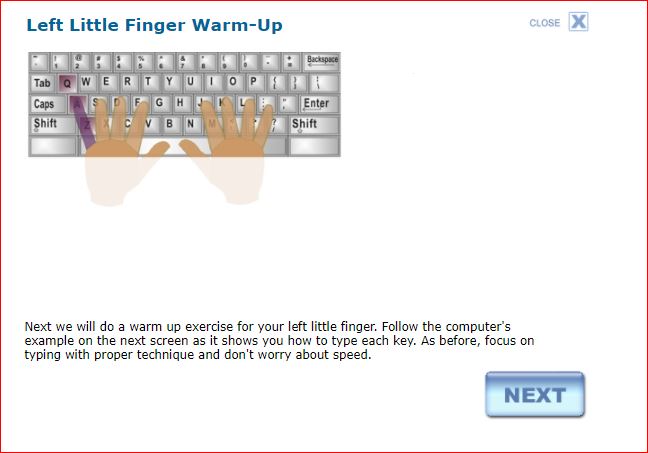 Left Little Finger Warm-Up
CLOSE X
~ ! @ # $ % ^ & * ( ) - + Backspace
2 3 4 5 6 7 8 9 0 =
Tab Q W E R T Y U I O P { [ } ] | \
Caps A S D F G H J K L : ; " Enter
Shift Z X C V B N M ? / Shift
Next we will do a warm up exercise for your left little finger. Follow the computer's
example on the next screen as it shows you how to type each key. As before, focus on
typing with proper technique and don't worry about speed.
NEXT